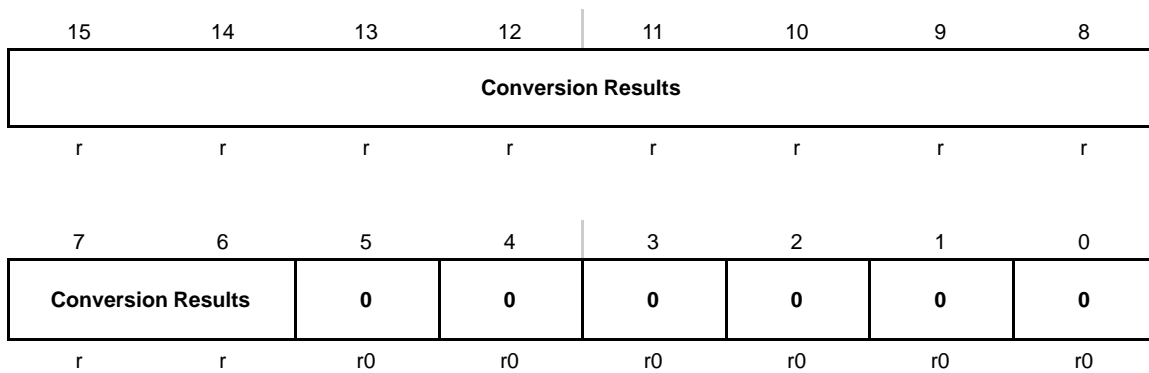 15 14 13 12 11 10 9 8
Conversion Results
r r r r r r r r
7 6 5 4 3 2 1 0
Conversion Results 0 0 0 0 0 0
r r r0 r0 r0 r0 r0 r0